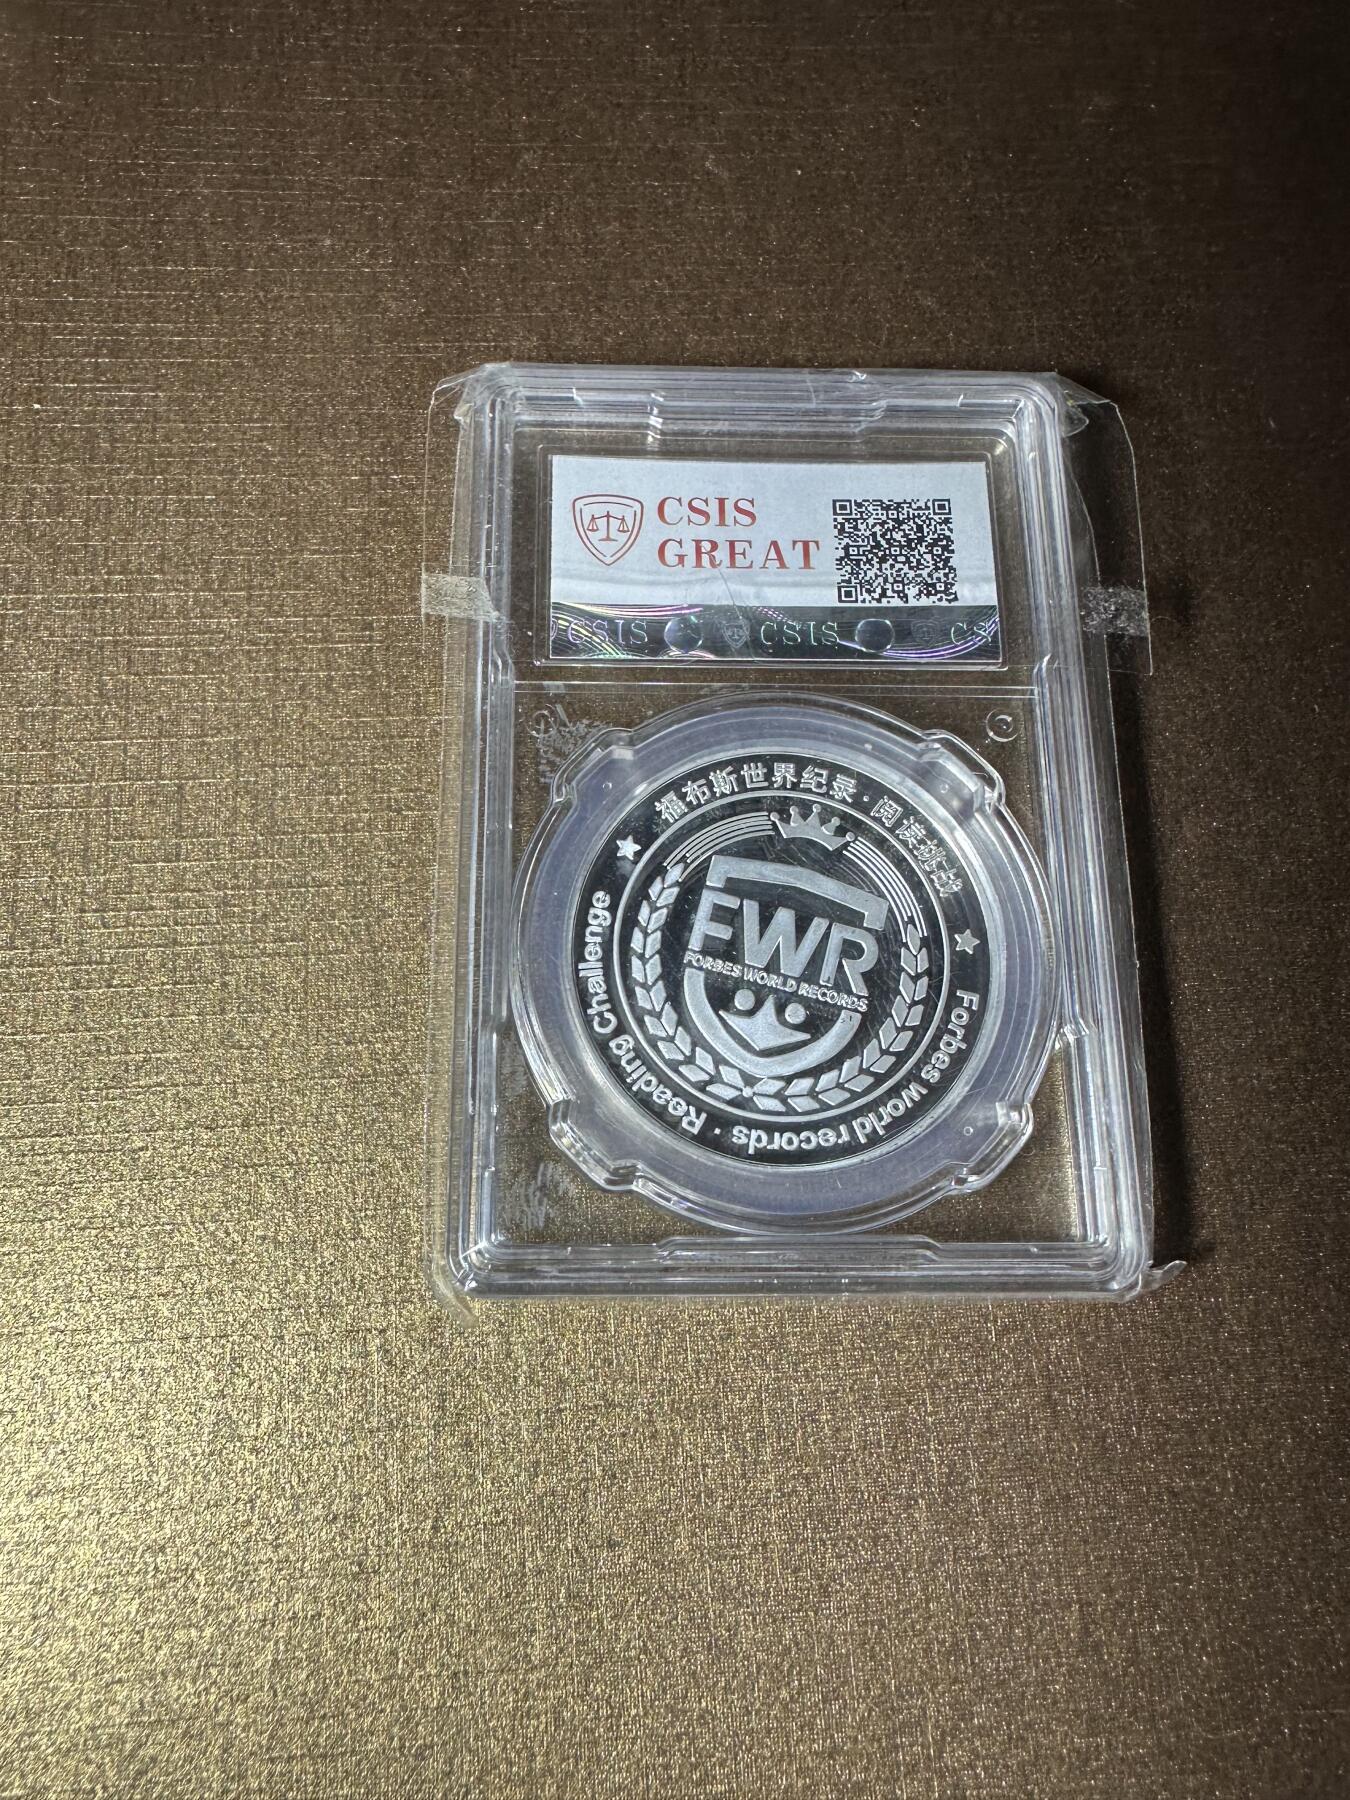 CSIS
GREAT
CSIS CSIS CS
福布斯世界纪录·阅读挑战
FWR
FORBES WORLD RECORDS
Forbes world records · Reading Challenge